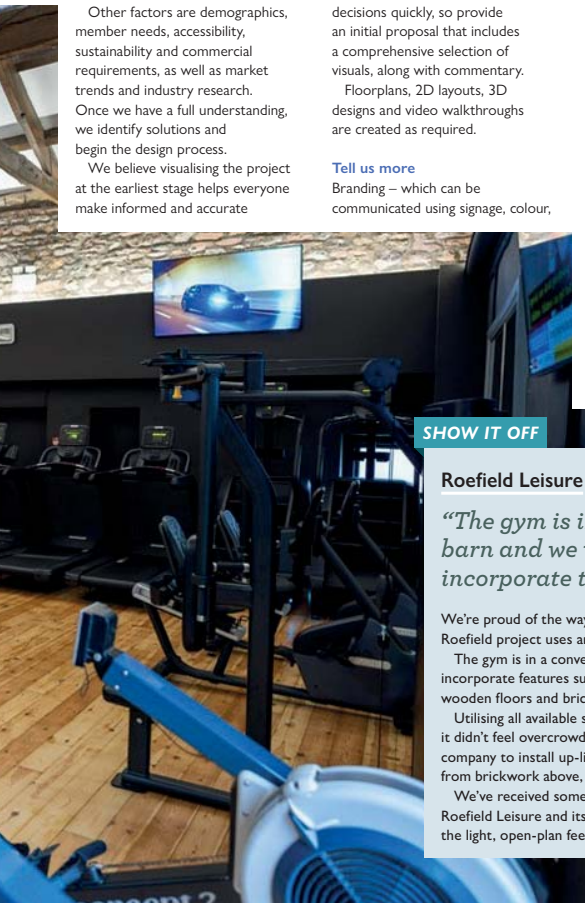 Other factors are demographics,
member needs, accessibility,
sustainability and commercial
requirements, as well as market
trends and industry research.
Once we have a full understanding,
we identify solutions and
begin the design process.
We believe visualising the project
at the earliest stage helps everyone
make informed and accurate
decisions quickly, so provide
an initial proposal that includes
a comprehensive selection of
visuals, along with commentary.
Floorplans, 2D layouts, 3D
designs and video walkthroughs
are created as required.
Tell us more
Branding – which can be
communicated using signage, colour,
SHOW IT OFF
Roefield Leisure
“The gym is i
barn and we
incorporate t
We’re proud of the way
Roefield project uses a
The gym is in a conve
incorporate features su
wooden floors and bric
Utilising all available s
it didn’t feel overcrowd
company to install up-li
from brickwork above,
We’ve received some
Roefield Leisure and its
the light, open-plan fee
concept 2